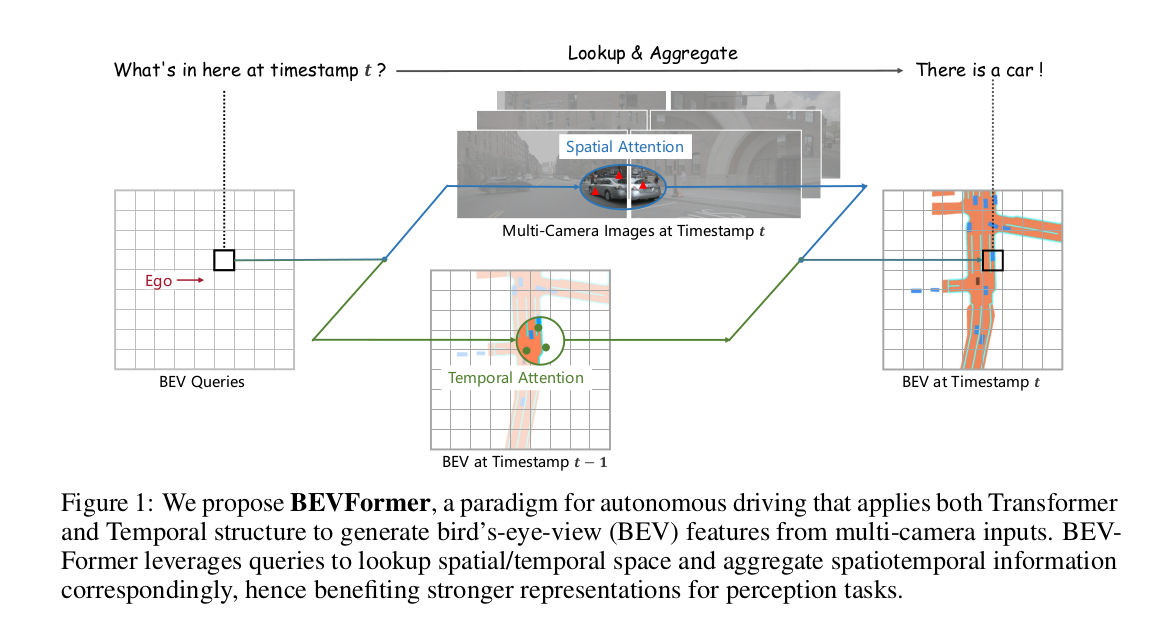 Lookup & Aggregate
What's in here at timestamp t ?
There is a car !
Spatial Attention
Multi-Camera Images at Timestamp t
Ego
Temporal Attention
BEV Queries
BEV at Timestamp t
BEV at Timestamp t − 1
Figure 1: We propose BEVFormer, a paradigm for autonomous driving that applies both Transformer
and Temporal structure to generate bird's-eye-view (BEV) features from multi-camera inputs. BEV-
Former leverages queries to lookup spatial/temporal space and aggregate spatiotemporal information
correspondingly, hence benefiting stronger representations for perception tasks.